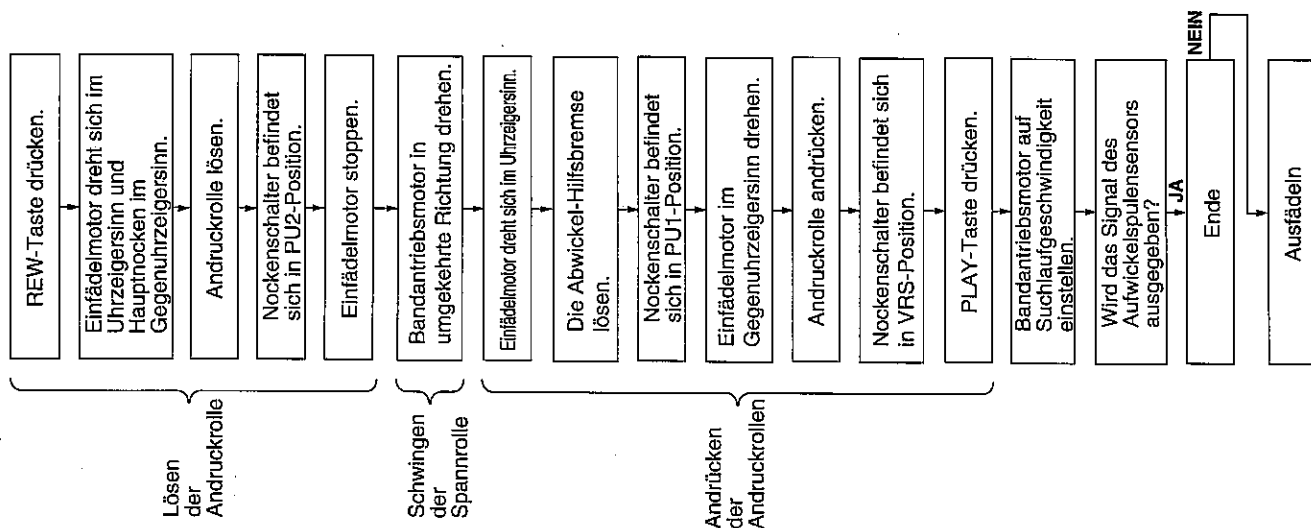 REW-Taste drücken.
Einfädelmotor dreht sich im
Uhrzeigersinn und
Hauptnocken im
Gegenuhrzeigersinn.
Andruckrolle lösen.
Nockenschalter befindet
sich in PU2-Position.
Einfädelmotor stoppen.
Lösen
der
Andruckrolle
Bandantriebsmotor in
umgekehrte Richtung drehen.
Schwingen
der
Spannrolle
Einfädelmotor dreht sich im Uhrzeigersinn.
Die Abwickel-Hilfsbremse
lösen.
Nockenschalter befindet
sich in PU1-Position.
Einfädelmotor im
Gegenuhrzeigersinn drehen.
Andruckrolle andrücken.
Nockenschalter befindet sich
in VRS-Position.
PLAY-Taste drücken.
Andrücken
der
Andruckrollen
Bandantriebsmotor auf
Suchlaufgeschwindigkeit
einstellen.
Wird das Signal des
Aufwickelspulensensors
ausgegeben?
JA
NEIN
Ende
Ausfädeln